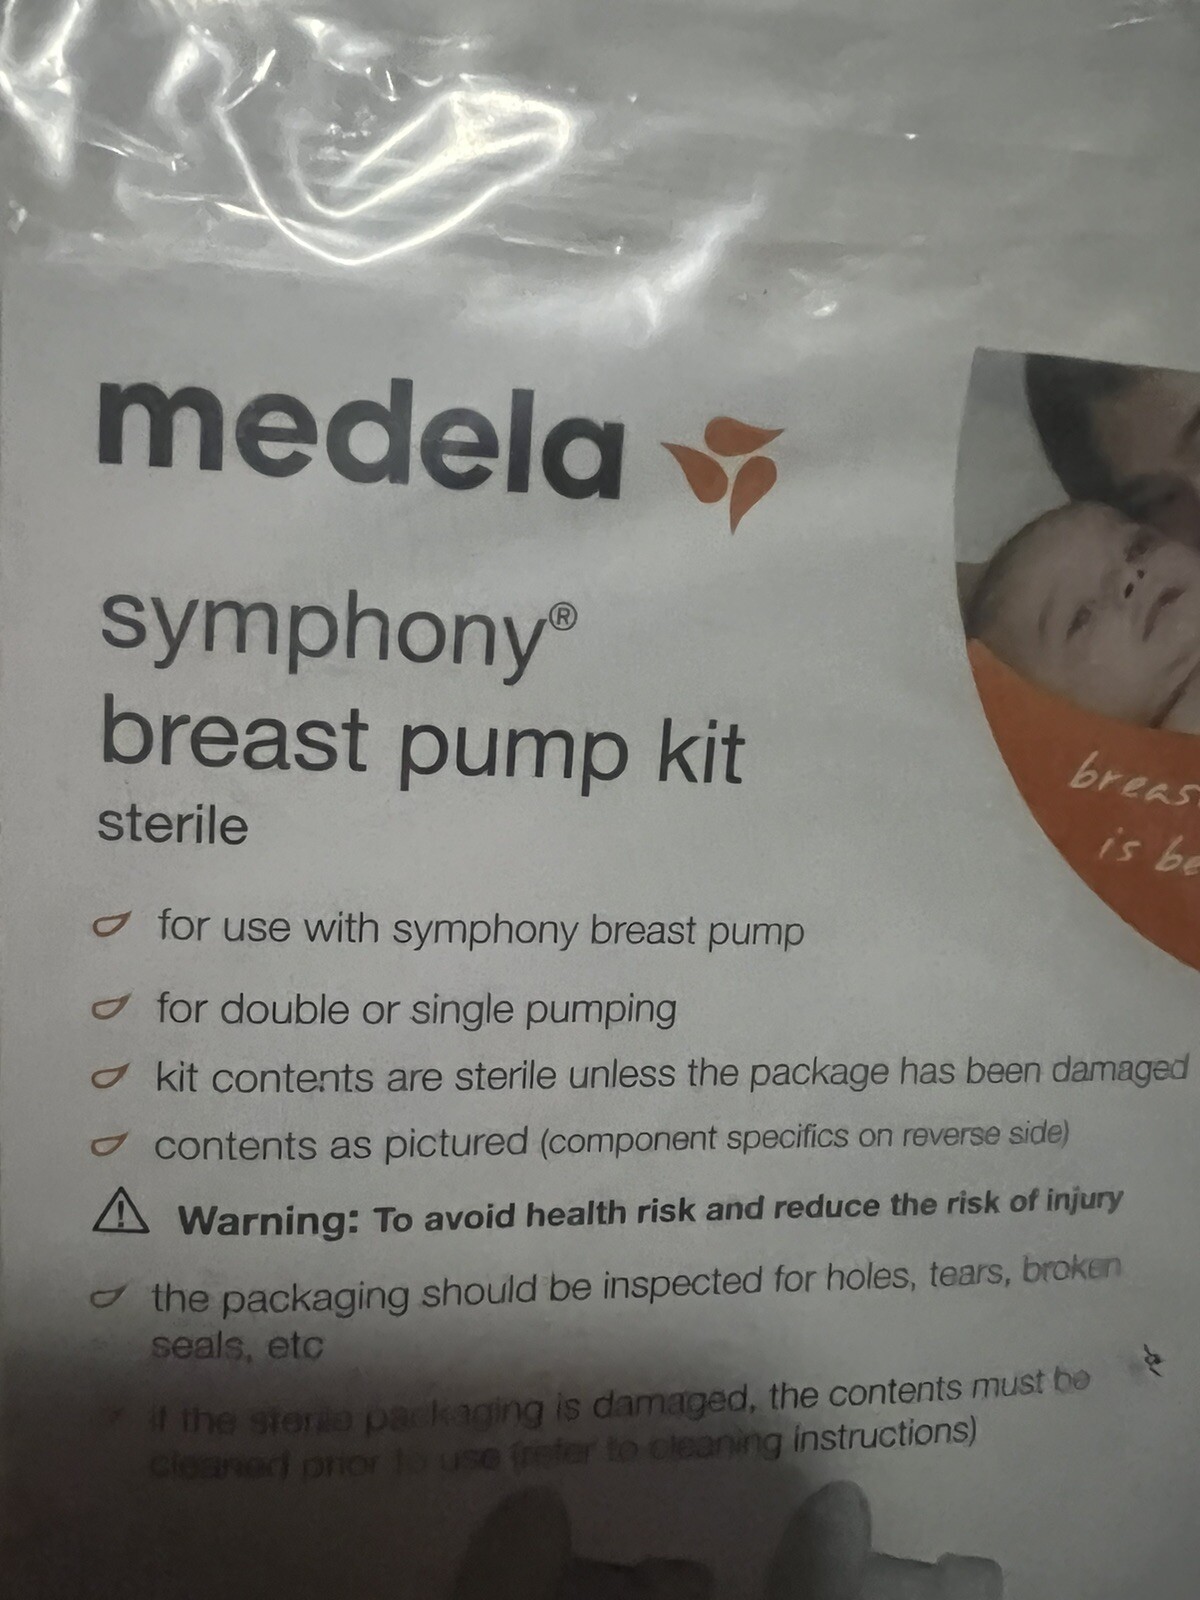 medela
symphony®
breast pump kit
sterile
for use with symphony breast pump
for double or single pumping
kit contents are sterile unless the package has been damaged
contents as pictured (component specifics on reverse side)
Warning: To avoid health risk and reduce the risk of injury
the packaging should be inspected for holes, tears, broken
seals, etc
if the sterile packaging is damaged, the contents must be
cleaned prior to use (refer to cleaning instructions)
is